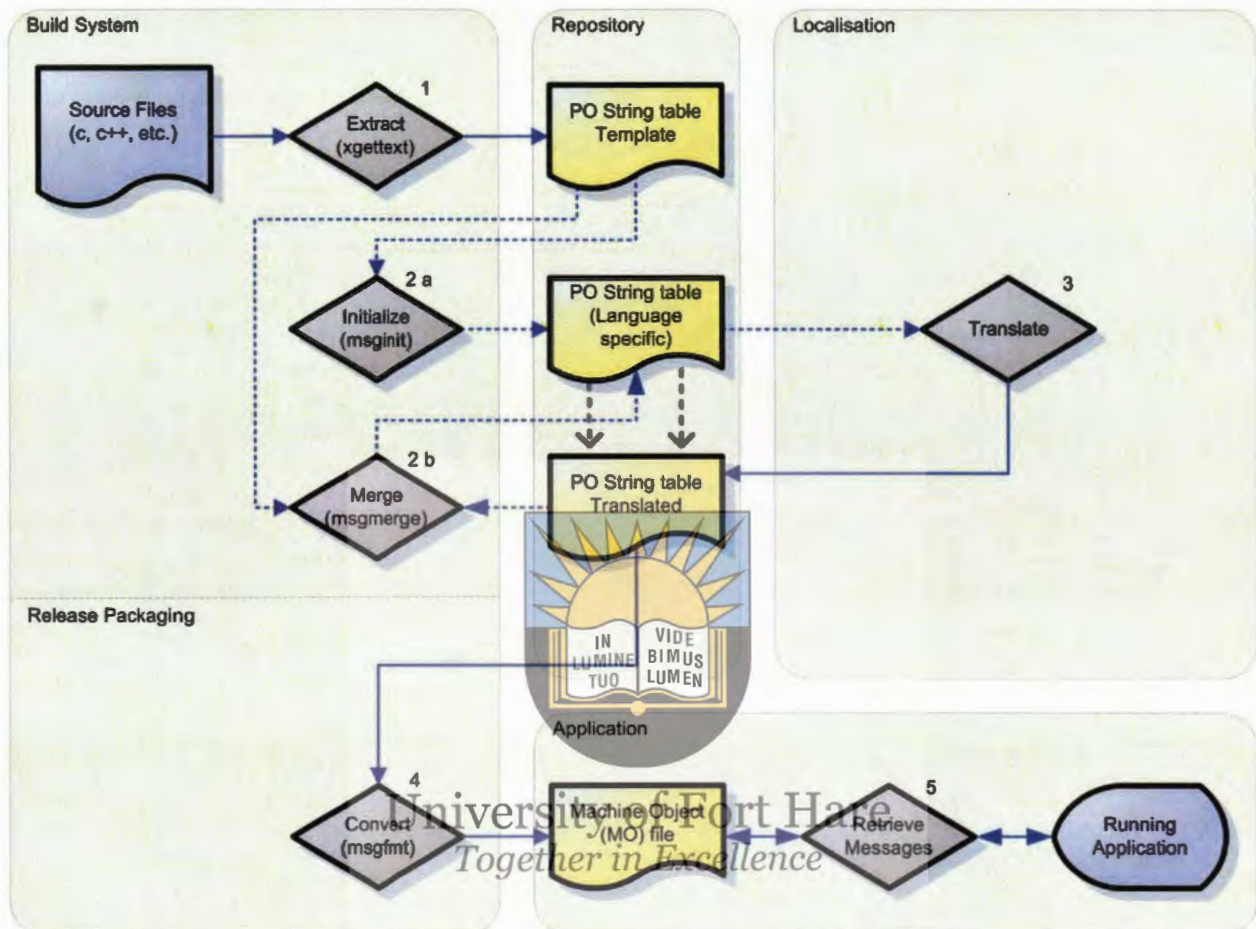 Build System
Repository
Localisation
Source Files
(c, c++, etc.)
1
Extract
(xgettext)
PO String table
Template
2 a
Initialize
(msginit)
PO String table
(Language
specific)
3
Translate
2 b
Merge
(msgmerge)
PO String table
Translated
Release Packaging
IN
LUMINE
TUO
VIDE
BIMUS
LUMEN
Application
4
Convert
(msgfmt)
Machine Object
(MO) file
5
Retrieve
Messages
Running
Application
University of Fort Hare
Together in Excellence